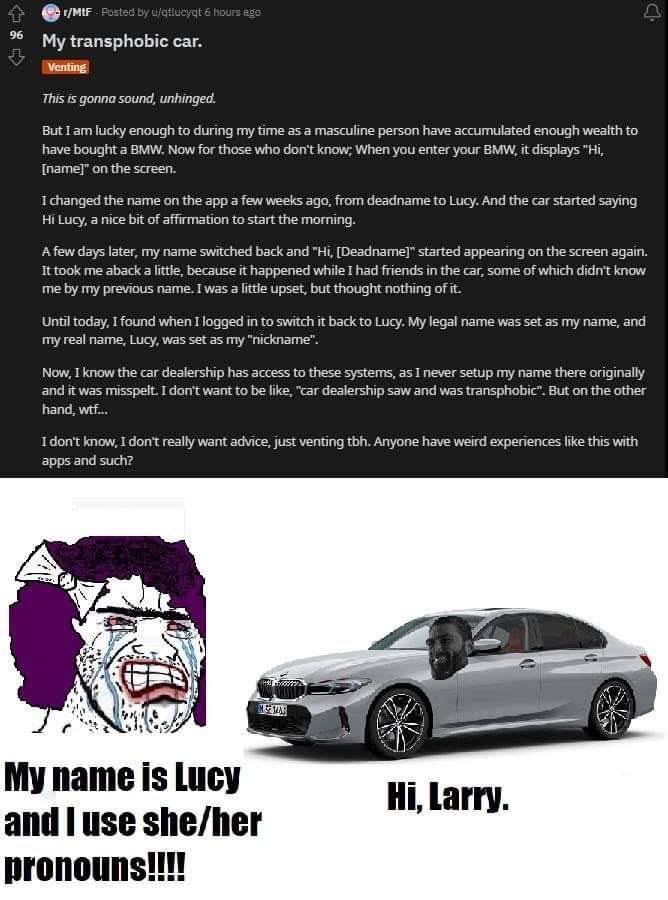 r/MtF · Posted by u/qtlucyqt 6 hours ago
96
My transphobic car.
Venting
This is gonna sound, unhinged.
But I am lucky enough to during my time as a masculine person have accumulated enough wealth to
have bought a BMW. Now for those who don't know; When you enter your BMW, it displays "Hi,
[name]" on the screen.
I changed the name on the app a few weeks ago, from deadname to Lucy. And the car started saying
Hi Lucy, a nice bit of affirmation to start the morning.
A few days later, my name switched back and "Hi, [Deadname]" started appearing on the screen again.
It took me aback a little, because it happened while I had friends in the car, some of which didn't know
me by my previous name. I was a little upset, but thought nothing of it.
Until today, I found when I logged in to switch it back to Lucy. My legal name was set as my name, and
my real name, Lucy, was set as my "nickname".
Now, I know the car dealership has access to these systems, as I never setup my name there originally
and it was misspelt. I don't want to be like, "car dealership saw and was transphobic". But on the other
hand, wtf...
I don't know, I don't really want advice, just venting tbh. Anyone have weird experiences like this with
apps and such?
My name is Lucy
and I use she/her
pronouns!!!!
Hi, Larry.